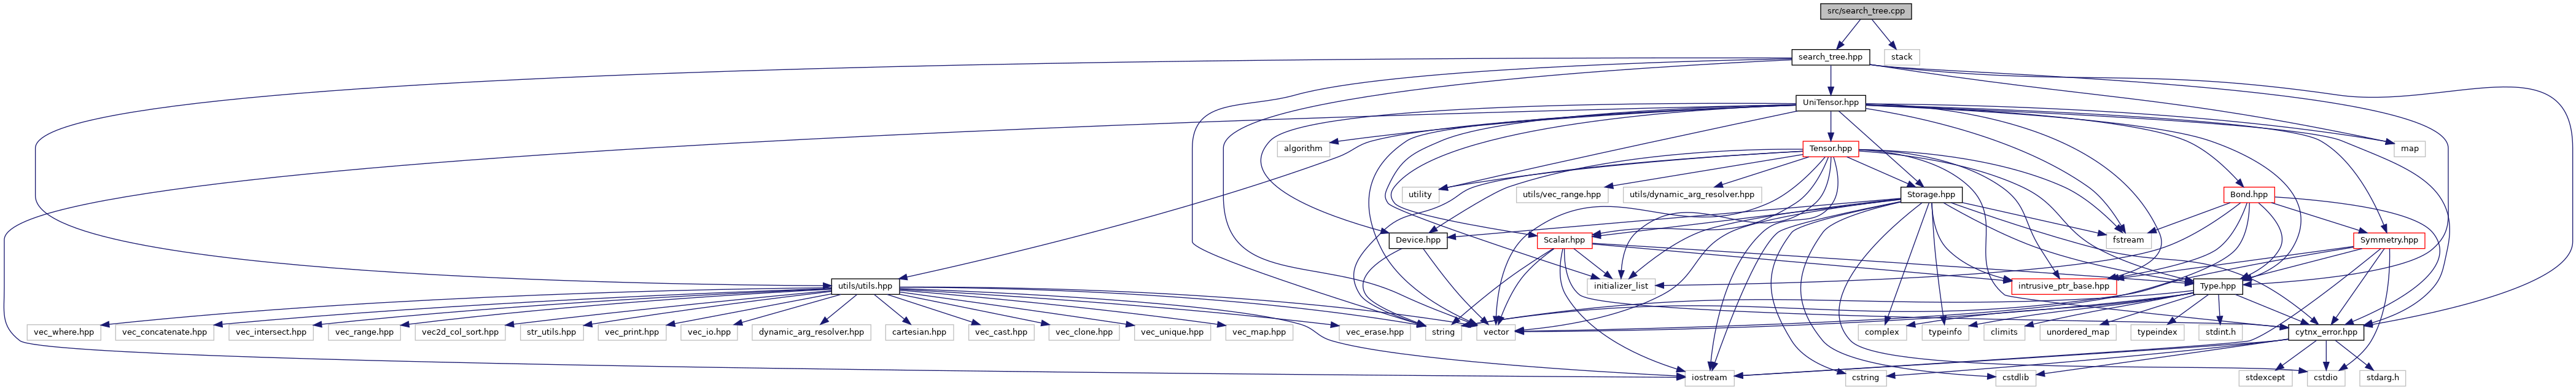 src/search_tree.cpp
search_tree.hpp
stack
UniTensor.hpp
algorithm
Tensor.hpp
map
utility
utils/vec_range.hpp
utils/dynamic_arg_resolver.hpp
Storage.hpp
Bond.hpp
Device.hpp
Scalar.hpp
fstream
Symmetry.hpp
utils/utils.hpp
initializer_list
intrusive_ptr_base.hpp
Type.hpp
vec_where.hpp
vec_concatenate.hpp
vec_intersect.hpp
vec_range.hpp
vec2d_col_sort.hpp
str_utils.hpp
vec_print.hpp
vec_io.hpp
dynamic_arg_resolver.hpp
cartesian.hpp
vec_cast.hpp
vec_clone.hpp
vec_unique.hpp
vec_map.hpp
vec_erase.hpp
string
vector
complex
typeinfo
climits
unordered_map
typeindex
stdint.h
cytnx_error.hpp
iostream
cstring
cstdlib
stdexcept
cstdio
stdarg.h